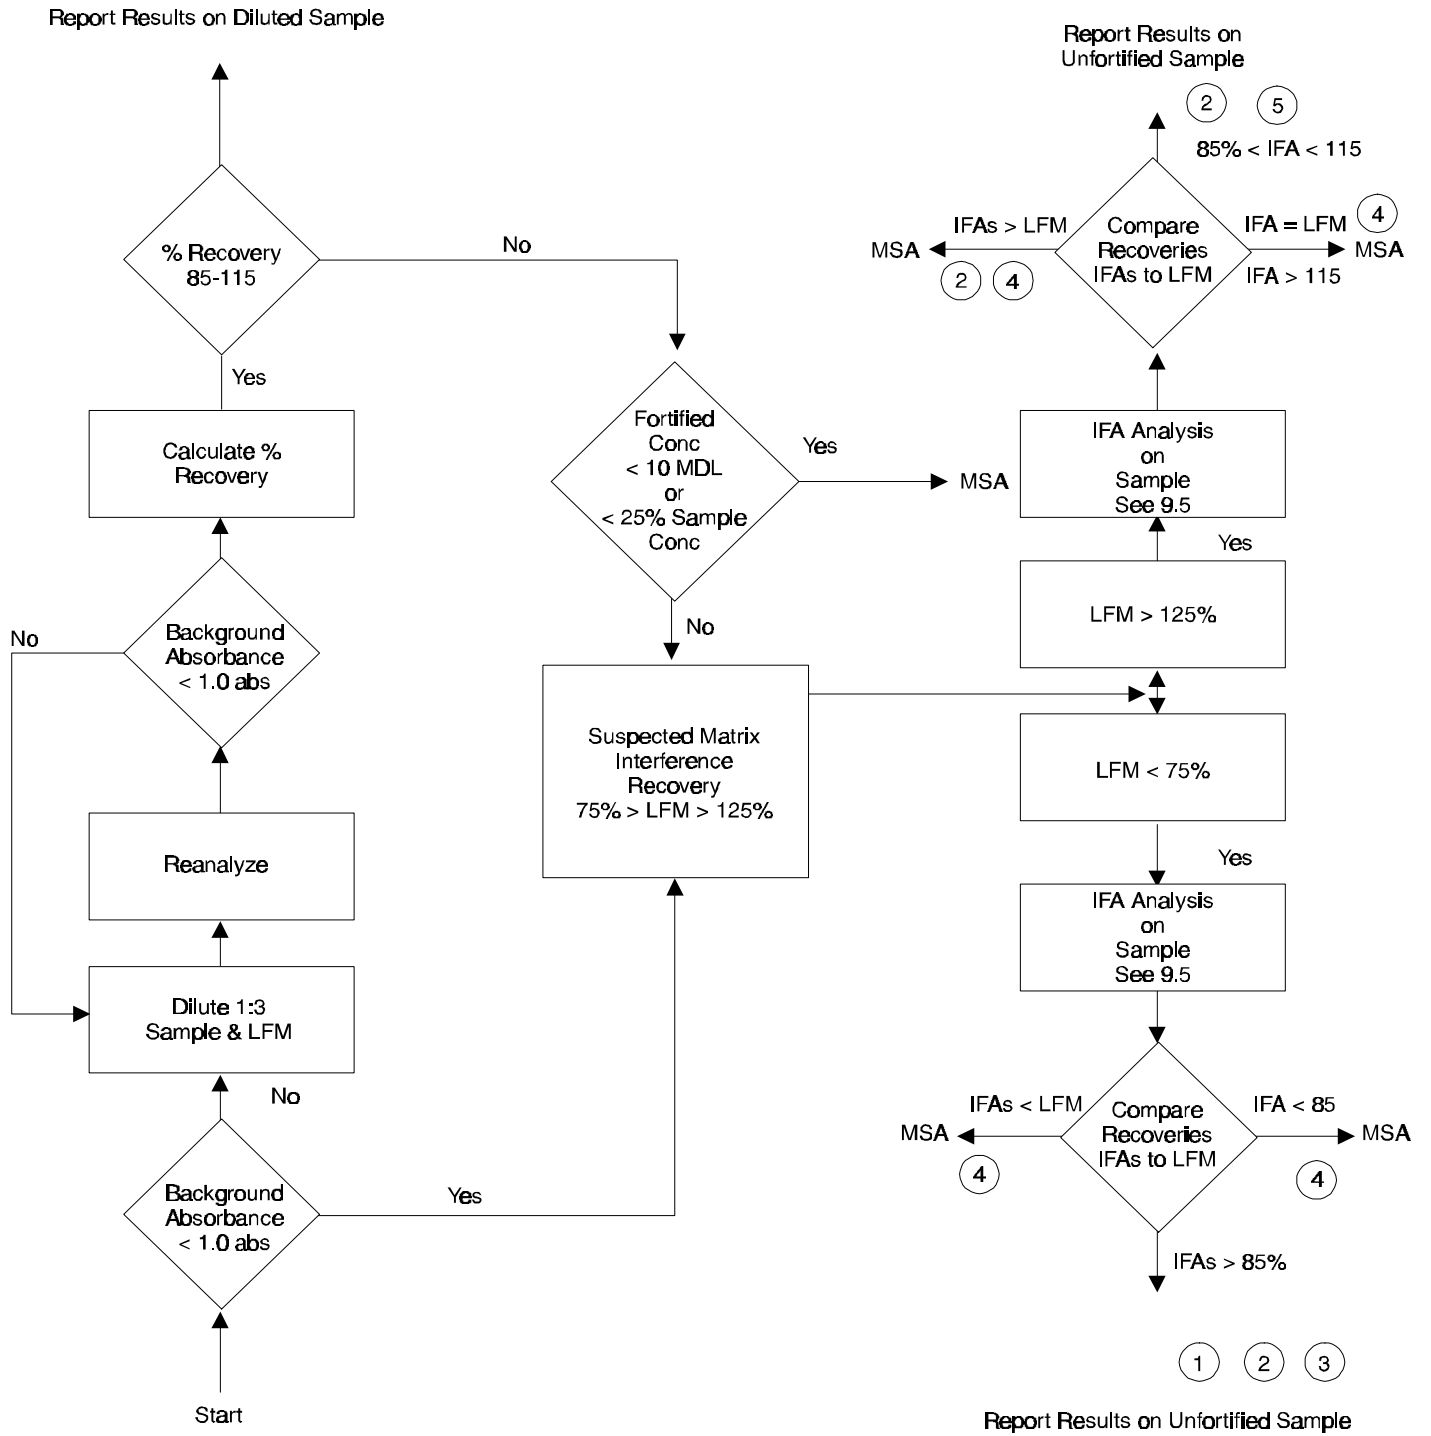 Report Results on Diluted Sample
% Recovery
85-115
No
Yes
Calculate %
Recovery
Background
Absorbance
< 1.0 abs
No
Reanalyze
Dilute 1:3
Sample & LFM
No
Background
Absorbance
< 1.0 abs
Yes
Start
Fortified
Conc
< 10 MDL
or
< 25% Sample
Conc
Yes
MSA
No
Suspected Matrix
Interference
Recovery
75% > LFM > 125%
Report Results on
Unfortified Sample
2 5
85% < IFA < 115
IFAs > LFM
MSA
2 4
Compare
Recoveries
IFAs to LFM
IFA = LFM 4
MSA
IFA > 115
IFA Analysis
on
Sample
See 9.5
Yes
LFM > 125%
LFM < 75%
Yes
IFA Analysis
on
Sample
See 9.5
IFAs < LFM
MSA
4
Compare
Recoveries
IFAs to LFM
IFA < 85
MSA
4
IFAs > 85%
1 2 3
Report Results on Unfortified Sample